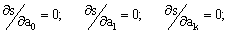 ∂s/∂a₀ = 0; ∂s/∂a₁ = 0; ∂s/∂aₖ = 0;